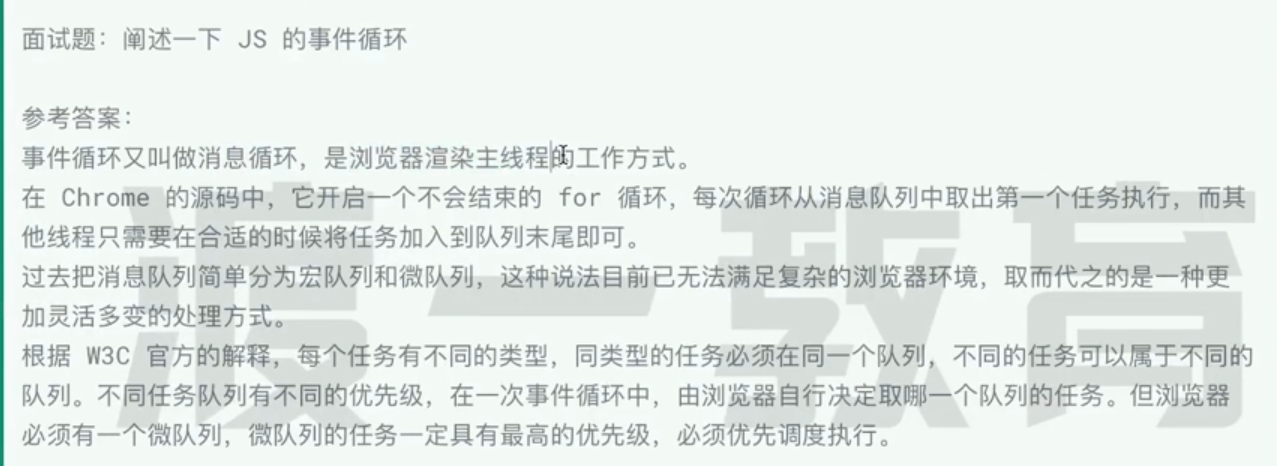 面试题：阐述一下 JS 的事件循环
参考答案：
事件循环又叫做消息循环，是浏览器渲染主线程的工作方式。
在 Chrome 的源码中，它开启一个不会结束的 for 循环，每次循环从消息队列中取出第一个任务执行，而其
他线程只需要在合适的时候将任务加入到队列末尾即可。
过去把消息队列简单分为宏队列和微队列，这种说法目前已无法满足复杂的浏览器环境，取而代之的是一种更
加灵活多变的处理方式。
根据 W3C 官方的解释，每个任务有不同的类型，同类型的任务必须在同一个队列，不同的任务可以属于不同的
队列。不同任务队列有不同的优先级，在一次事件循环中，由浏览器自行决定取哪一个队列的任务。但浏览器
必须有一个微队列，微队列的任务一定具有最高的优先级，必须优先调度执行。
渡一教育